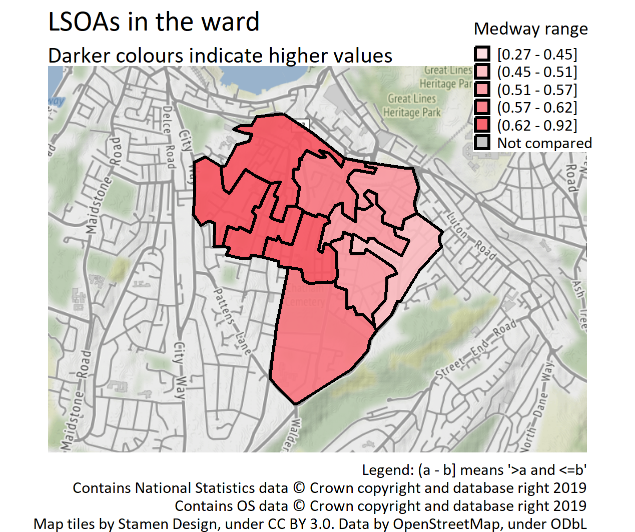 LSOAs in the ward
Darker colours indicate higher values
Medway range
[0.27 - 0.45]
(0.45 - 0.51]
(0.51 - 0.57]
(0.57 - 0.62]
(0.62 - 0.92]
Not compared
Great Lines
Heritage Park
Great Lines
Heritage Park
Delce Road
City Way
Maidstone Road
Luton Road
Road
Ash Tree
Pattens Lane
City Way
Street End Road
Maidstone Road
North Dane Way
Legend: (a - b] means '>a and <=b'
Contains National Statistics data © Crown copyright and database right 2019
Contains OS data © Crown copyright and database right 2019
Map tiles by Stamen Design, under CC BY 3.0. Data by OpenStreetMap, under ODbL